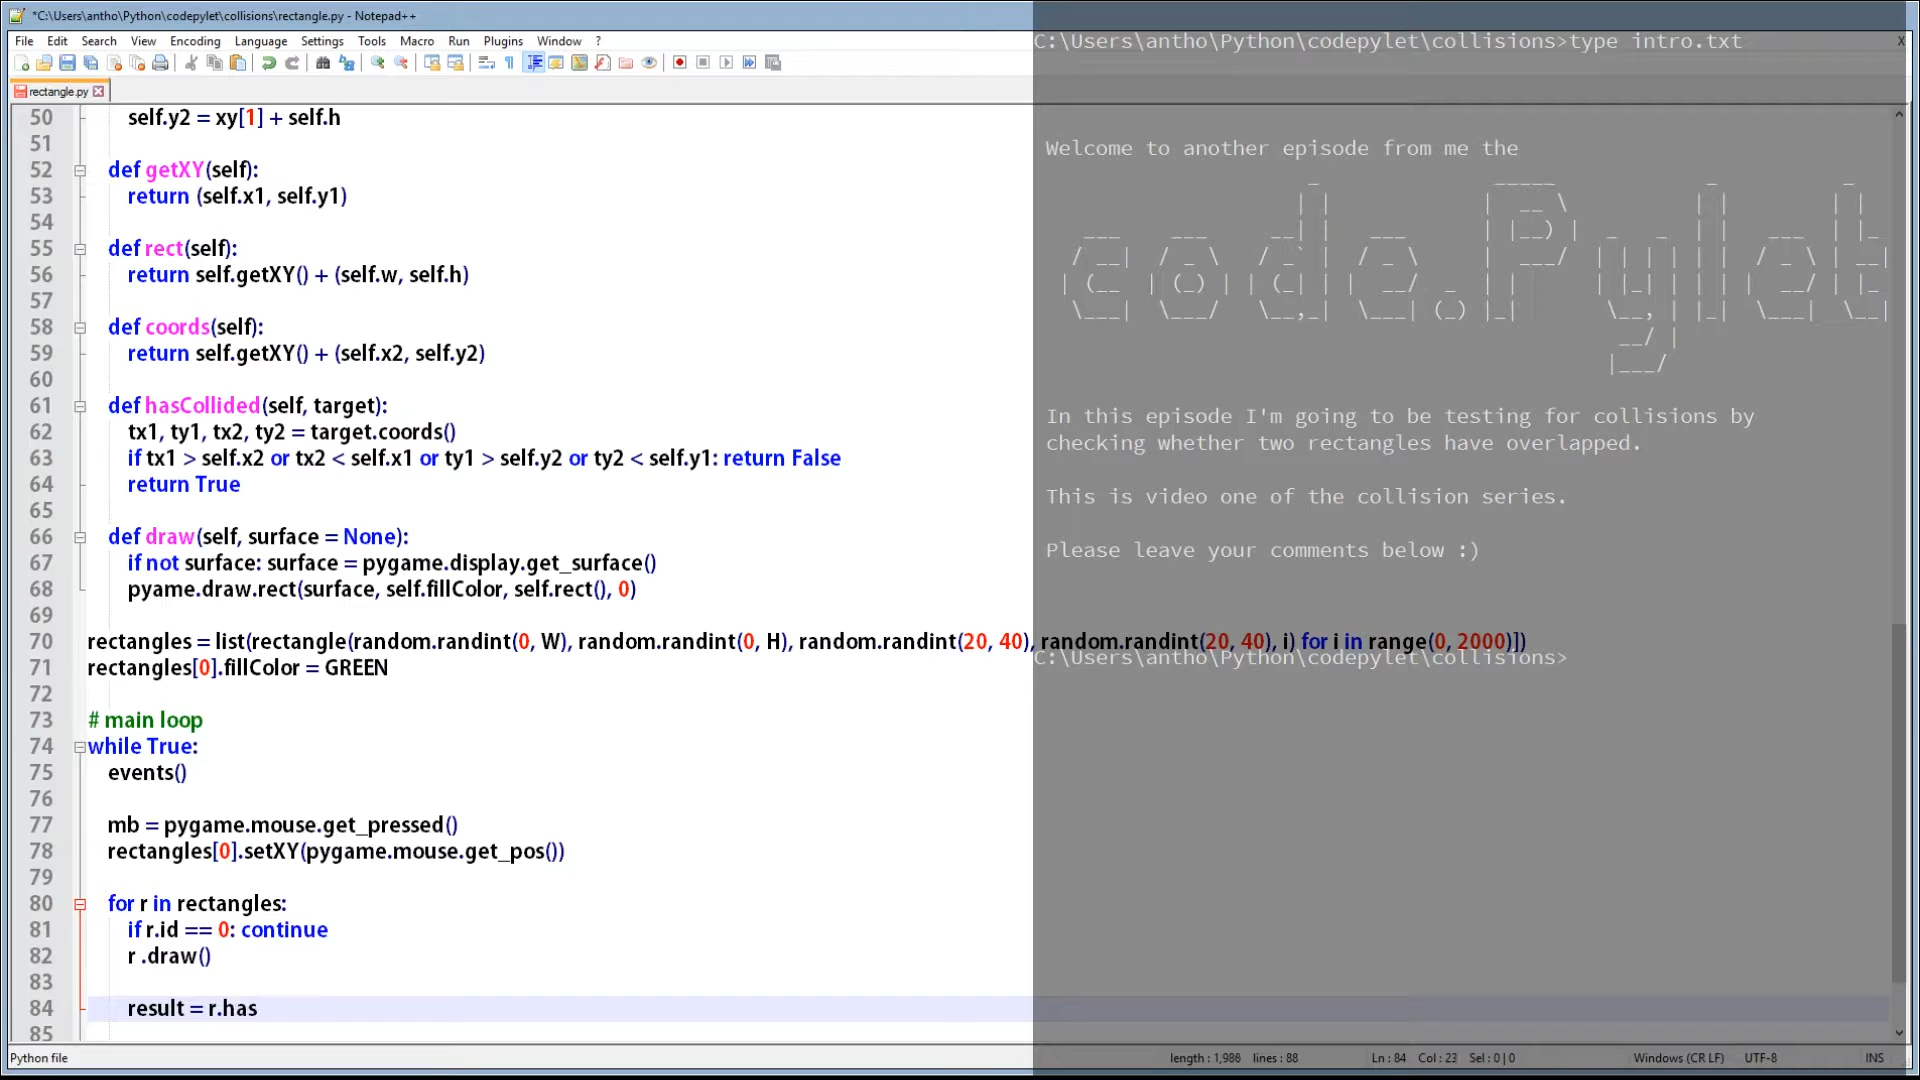 *C:\Users\antho\Python\codepylet\collisions\rectangle.py - Notepad++
File Edit Search View Encoding Language Settings Tools Macro Run Plugins Window ?
rectangle.py
50 self.y2 = xy[1] + self.h
51
52 def getXY(self):
53 return (self.x1, self.y1)
54
55 def rect(self):
56 return self.getXY() + (self.w, self.h)
57
58 def coords(self):
59 return self.getXY() + (self.x2, self.y2)
60
61 def hasCollided(self, target):
62 tx1, ty1, tx2, ty2 = target.coords()
63 if tx1 > self.x2 or tx2 < self.x1 or ty1 > self.y2 or ty2 < self.y1: return False
64 return True
65
66 def draw(self, surface = None):
67 if not surface: surface = pygame.display.get_surface()
68 pyame.draw.rect(surface, self.fillColor, self.rect(), 0)
69
70 rectangles = list(rectangle(random.randint(0, W), random.randint(0, H), random.randint(20, 40), random.randint(20, 40), i) for i in range(0, 2000)])
71 rectangles[0].fillColor = GREEN
72
73 # main loop
74 while True:
75 events()
76
77 mb = pygame.mouse.get_pressed()
78 rectangles[0].setXY(pygame.mouse.get_pos())
79
80 for r in rectangles:
81 if r.id == 0: continue
82 r .draw()
83
84 result = r.has
85
Python file
length : 1,986 lines : 88
Ln : 84 Col : 23 Sel : 0 | 0
Windows (CR LF)
UTF-8
INS
C:\Users\antho\Python\codepylet\collisions>type intro.txt
X
Welcome to another episode from me the
code.Pylet
In this episode I'm going to be testing for collisions by
checking whether two rectangles have overlapped.
This is video one of the collision series.
Please leave your comments below :)
C:\Users\antho\Python\codepylet\collisions>